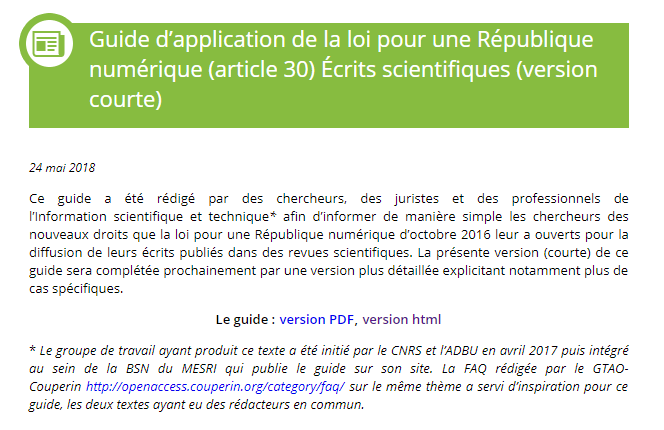 Guide d’application de la loi pour une République
numérique (article 30) Écrits scientifiques (version
courte)
24 mai 2018
Ce guide a été rédigé par des chercheurs, des juristes et des professionnels de
l’Information scientifique et technique* afin d’informer de manière simple les chercheurs des
nouveaux droits que la loi pour une République numérique d’octobre 2016 leur a ouverts pour la
diffusion de leurs écrits publiés dans des revues scientifiques. La présente version (courte) de ce
guide sera complétée prochainement par une version plus détaillée explicitant notamment plus de
cas spécifiques.
Le guide : version PDF, version html
* Le groupe de travail ayant produit ce texte a été initié par le CNRS et l’ADBU en avril 2017 puis intégré
au sein de la BSN du MESRI qui publie le guide sur son site. La FAQ rédigée par le GTAO-
Couperin http://openaccess.couperin.org/category/faq/ sur le même thème a servi d’inspiration pour ce
guide, les deux textes ayant eu des rédacteurs en commun.